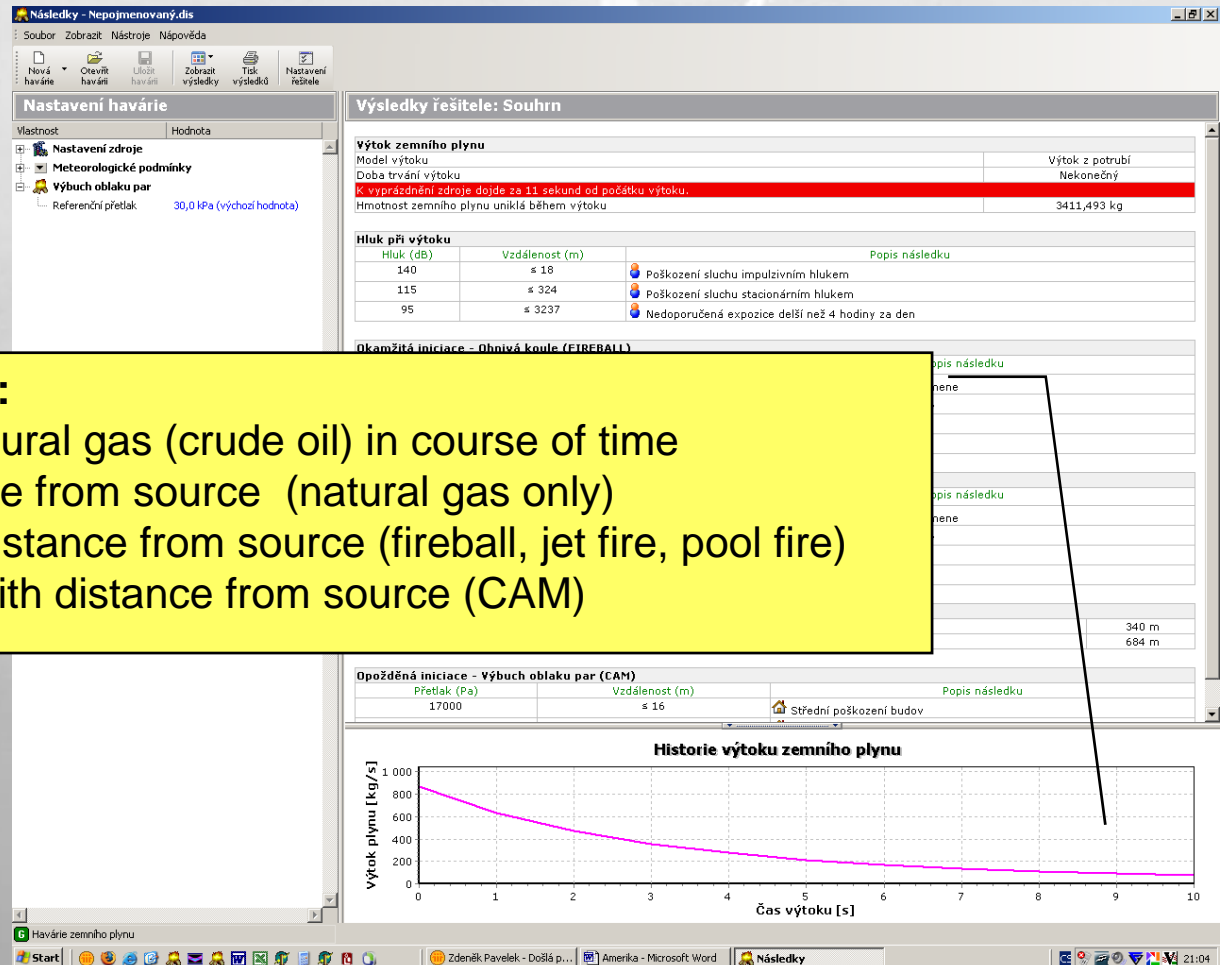 Následky - Nepojmenovaný.dis
Soubor Zobrazit Nástroje Nápověda
Nová havárie Otevřít havárii Uložit havárii Zobrazit výsledky Tisk výsledků Nastavení řešitele
Nastavení havárie
Vlastnost Hodnota
Nastavení zdroje
Meteorologické podmínky
Výbuch oblaku par
Referenční přetlak 30,0 kPa (výchozí hodnota)
Výsledky řešitele: Souhrn
Výtok zemního plynu
Model výtoku Výtok z potrubí
Doba trvání výtoku Nekonečný
K vyprázdnění zdroje dojde za 11 sekund od počátku výtoku.
Hmotnost zemního plynu uniklá během výtoku 3411,493 kg
Hluk při výtoku
Hluk (dB) Vzdálenost (m) Popis následku
140 ≤ 18 Poškození sluchu impulzivním hlukem
115 ≤ 324 Poškození sluchu stacionárním hlukem
95 ≤ 3237 Nedoporučená expozice delší než 4 hodiny za den
Okamžitá iniciace - Ohnivá koule (FIREBALL)
opis následku
mene
:
ural gas (crude oil) in course of time
e from source (natural gas only)
stance from source (fireball, jet fire, pool fire)
ith distance from source (CAM)
opis následku
mene
340 m
684 m
Opožděná iniciace - Výbuch oblaku par (CAM)
Přetlak (Pa) Vzdálenost (m) Popis následku
17000 ≤ 16 Střední poškození budov
Historie výtoku zemního plynu
Výtok plynu [kg/s]
1 000
800
600
400
200
0
0 1 2 3 4 5 6 7 8 9 10
Čas výtoku [s]
Havárie zemního plynu
Start Zdeněk Pavelek - Došlá p... Amerika - Microsoft Word Následky CS 21:04